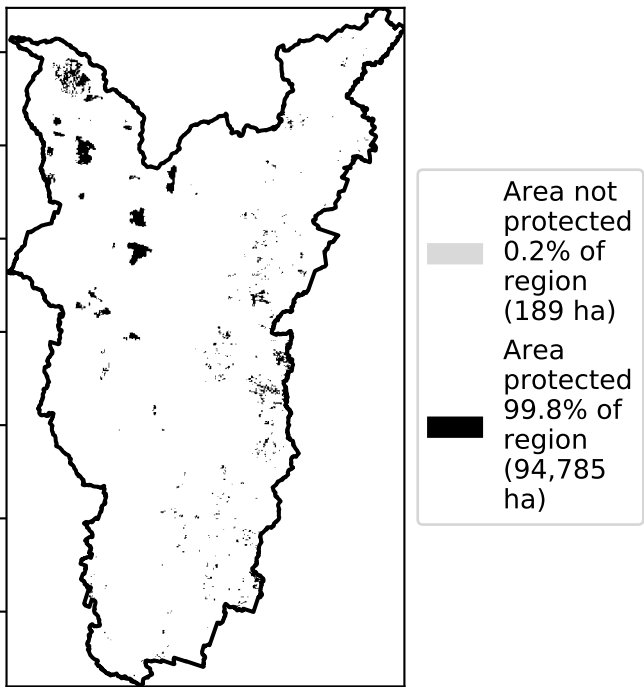 Area not
protected
0.2% of
region
(189 ha)
Area
protected
99.8% of
region
(94,785
ha)